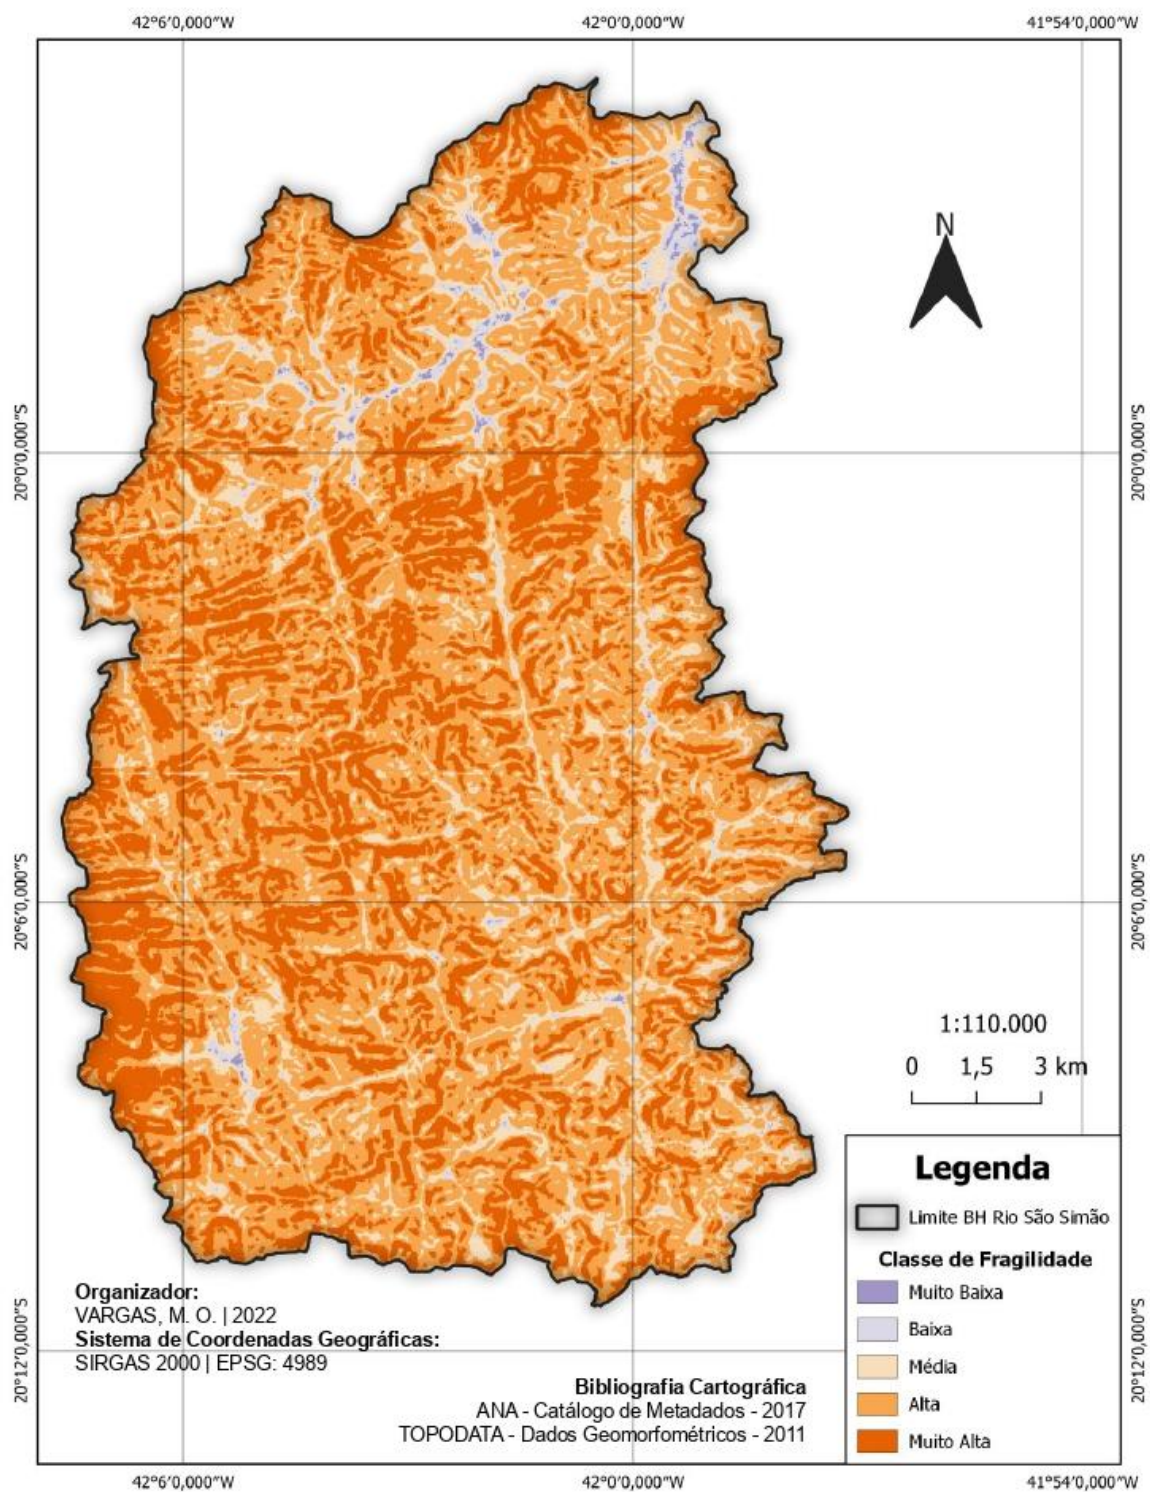 42°6'0,000"W 42°0'0,000"W 41°54'0,000"W
N
20°0'0,000"S 20°0'0,000"S
20°6'0,000"S 20°6'0,000"S
1:110.000
0 1,5 3 km
Legenda
Limite BH Rio São Simão
Classe de Fragilidade
Muito Baixa
Baixa
Média
Alta
Muito Alta
Organizador:
VARGAS, M. O. | 2022
Sistema de Coordenadas Geográficas:
SIRGAS 2000 | EPSG: 4989
Bibliografia Cartográfica
ANA - Catálogo de Metadados - 2017
TOPODATA - Dados Geomorfométricos - 2011
20°12'0,000"S 20°12'0,000"S
42°6'0,000"W 42°0'0,000"W 41°54'0,000"W